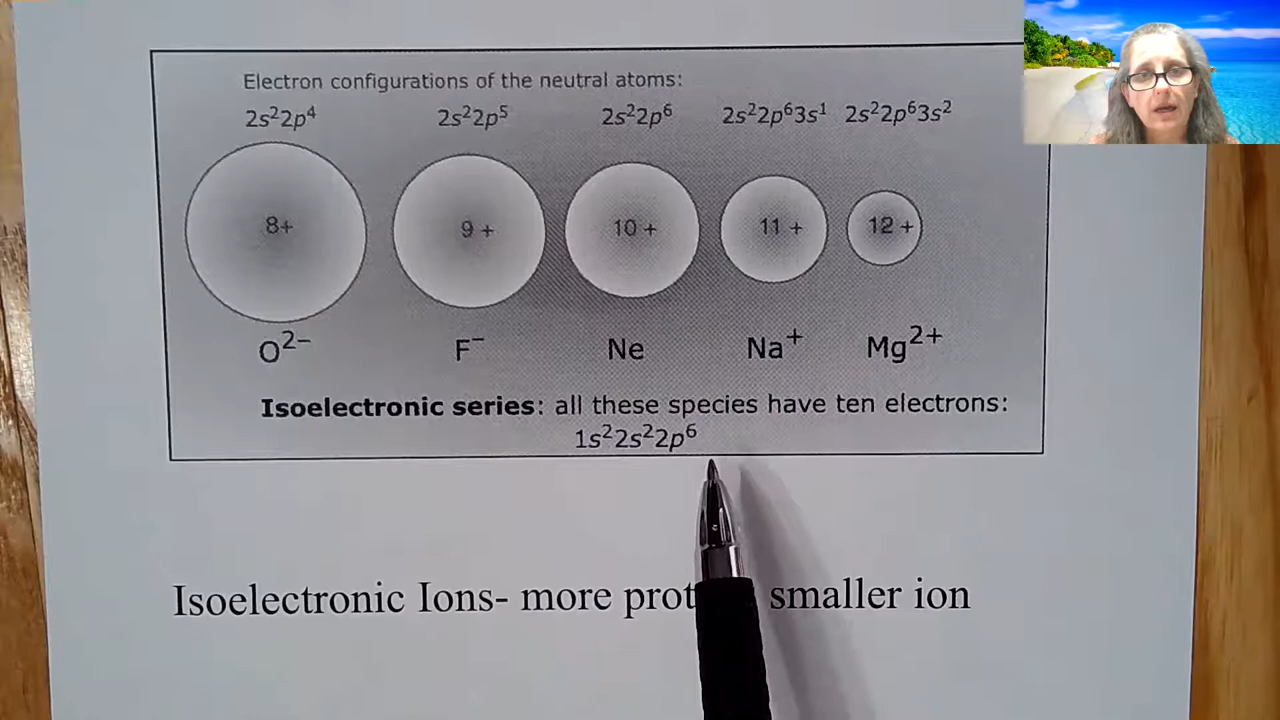 Electron configurations of the neutral atoms:
2s²2p⁴ 2s²2p⁵ 2s²2p⁶ 2s²2p⁶3s¹ 2s²2p⁶3s²
8+ 9 + 10 + 11 + 12 +
O²⁻ F⁻ Ne Na⁺ Mg²⁺
Isoelectronic series: all these species have ten electrons:
1s²2s²2p⁶
Isoelectronic Ions- more smaller ion